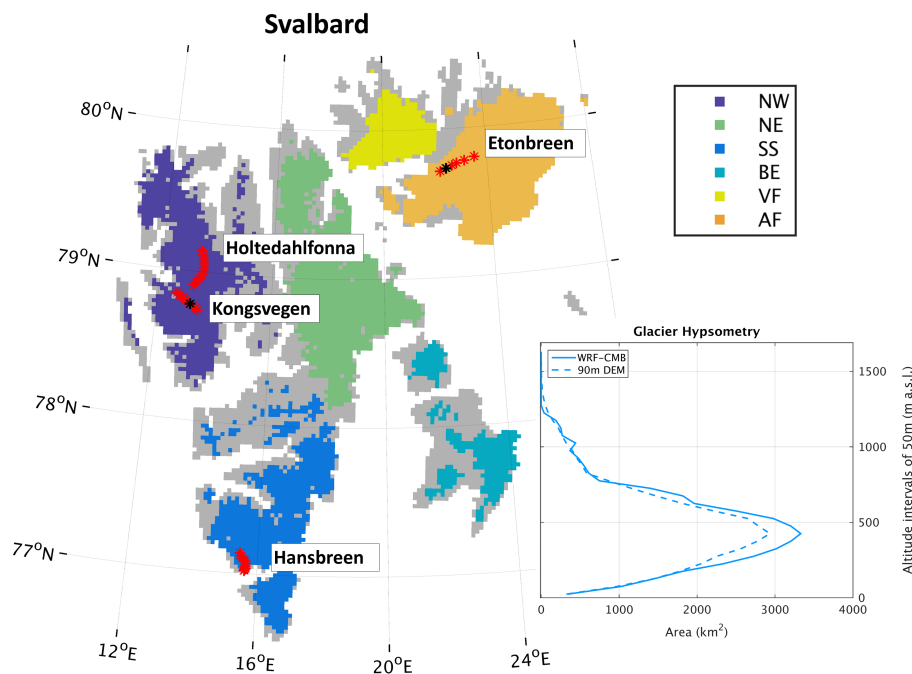 Svalbard
80°N
79°N
78°N
77°N
12°E
16°E
20°E
24°E
Etonbreen
Holtedahlfonna
Kongsvegen
Hansbreen
NW
NE
SS
BE
VF
AF
Glacier Hypsometry
WRF-CMB
90m DEM
1500
1000
500
0
0
1000
2000
3000
4000
Area (km²)
Altitude intervals of 50m (m a.s.l.)